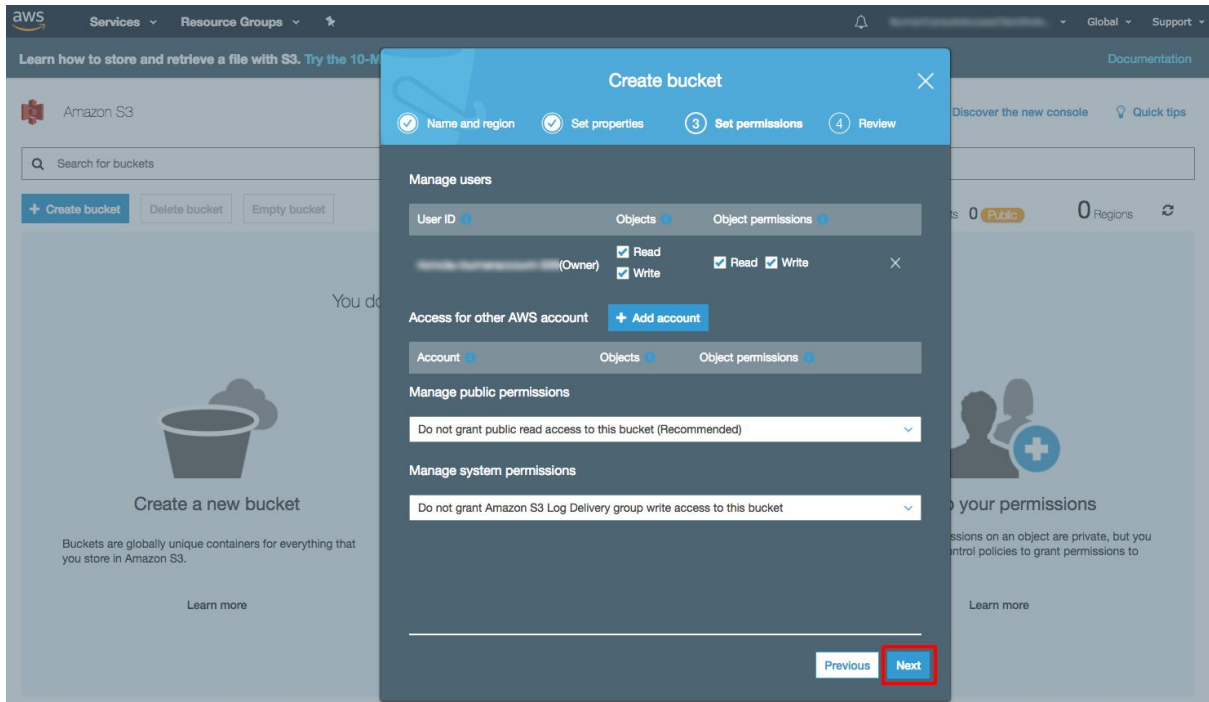 aws Services Resource Groups Global Support
Learn how to store and retrieve a file with S3. Try the 10-M Documentation
Amazon S3 Discover the new console Quick tips
Search for buckets
+ Create bucket Delete bucket Empty bucket 0 Public 0 Regions
You do
Create a new bucket
Buckets are globally unique containers for everything that
you store in Amazon S3.
Learn more
Create bucket
Name and region Set properties 3 Set permissions 4 Review
Manage users
User ID Objects Object permissions
(Owner) Read Read Write
Write
Access for other AWS account + Add account
Account Objects Object permissions
Manage public permissions
Do not grant public read access to this bucket (Recommended)
Manage system permissions
Do not grant Amazon S3 Log Delivery group write access to this bucket
Previous Next
your permissions
ssions on an object are private, but you
ntrol policies to grant permissions to
Learn more